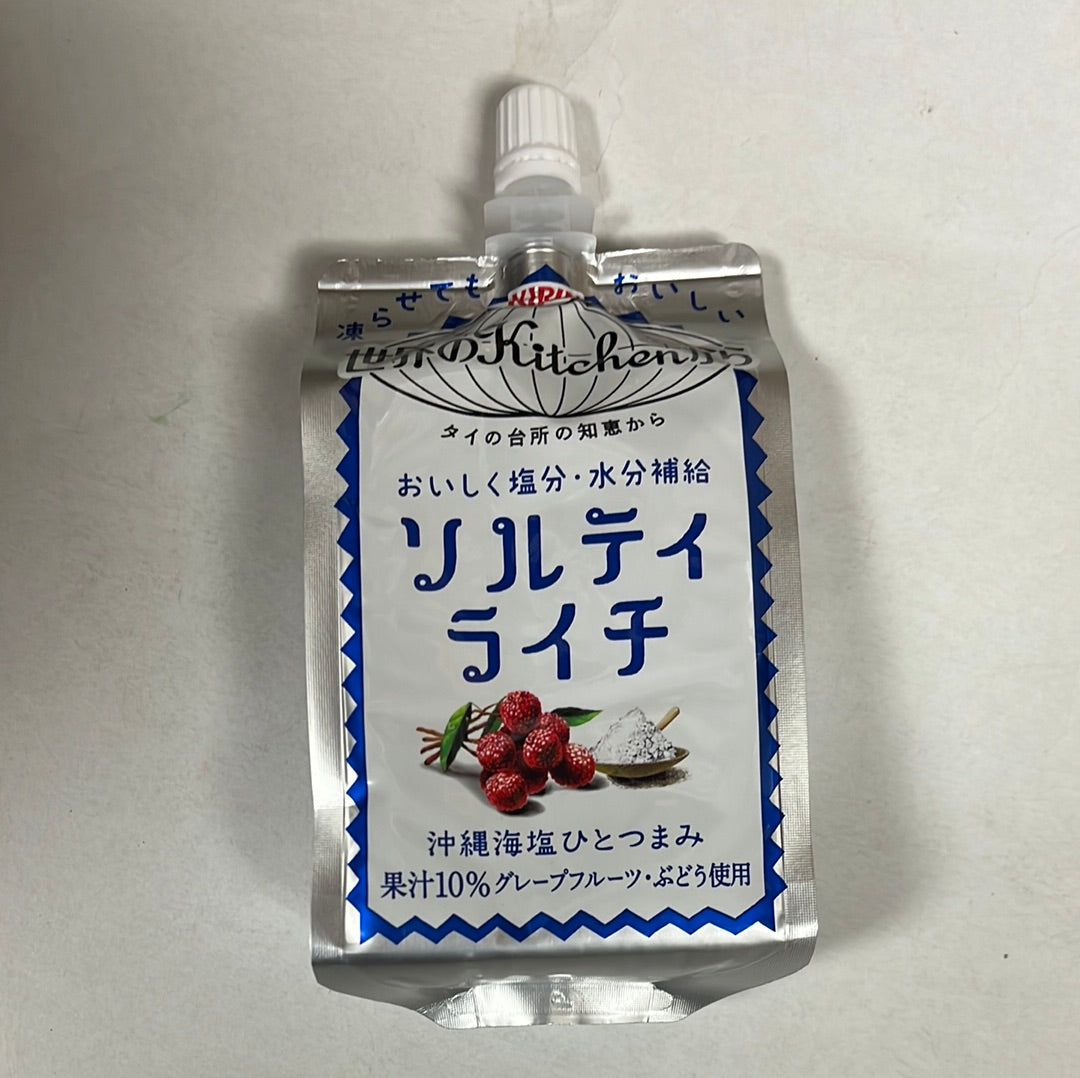 凍らせてもおいしい
KIRIN
世界のKitchenから
タイの台所の知恵から
おいしく塩分・水分補給
ソルティ
ライチ
沖縄海塩ひとつまみ
果汁10%グレープフルーツ・ぶどう使用